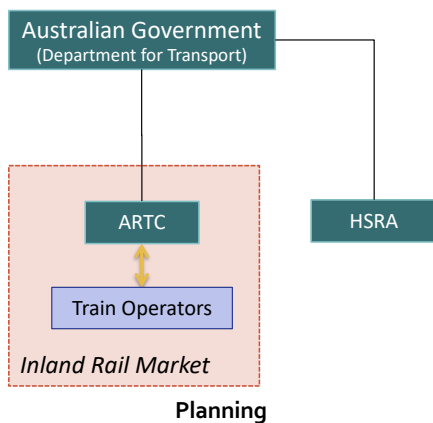 Australian Government
(Department for Transport)
ARTC
HSRA
Train Operators
Inland Rail Market
Planning